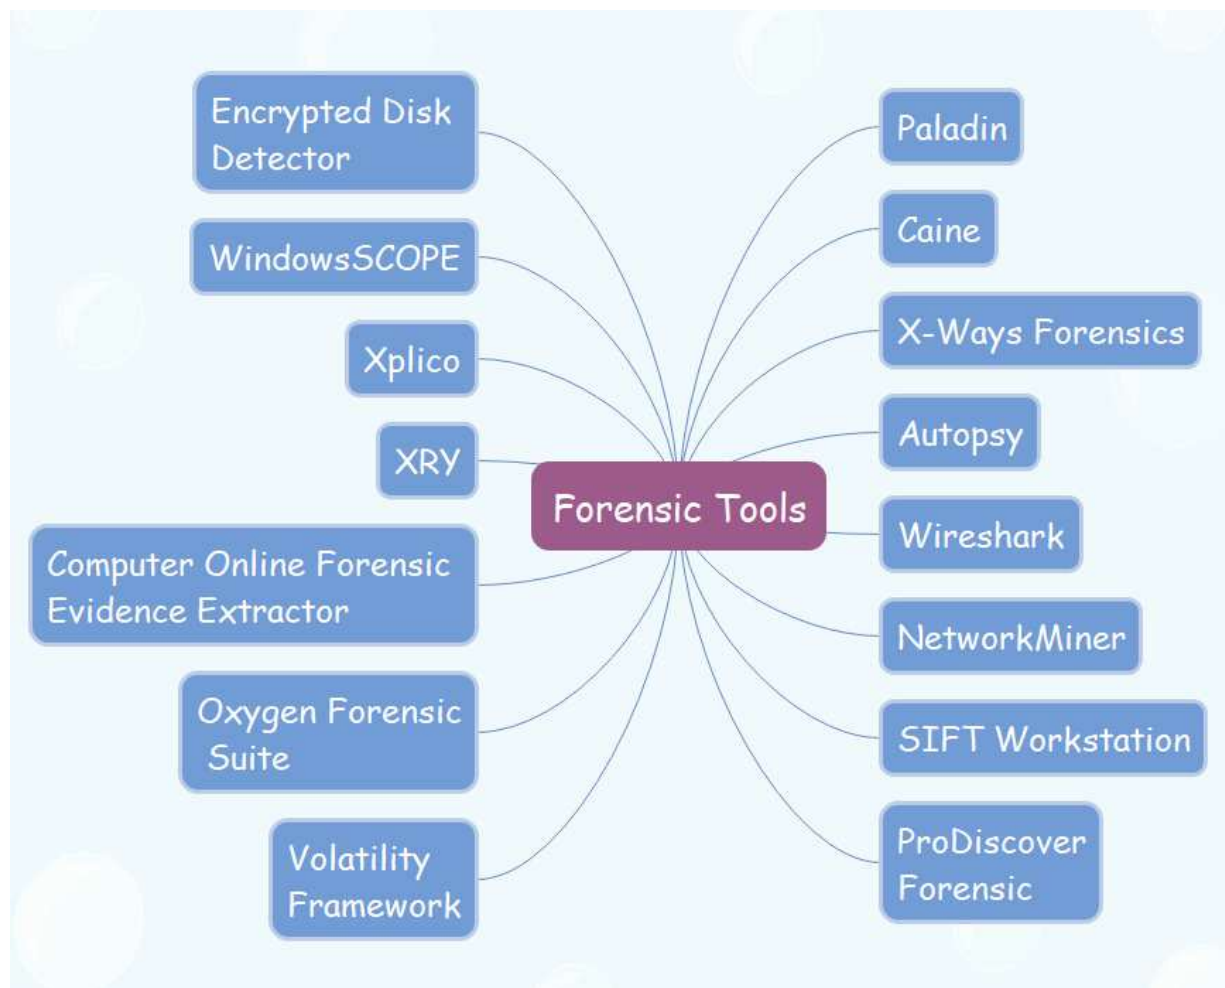 Encrypted Disk
Detector
WindowsSCOPE
Xplico
XRY
Computer Online Forensic
Evidence Extractor
Oxygen Forensic
Suite
Volatility
Framework
Forensic Tools
Paladin
Caine
X-Ways Forensics
Autopsy
Wireshark
NetworkMiner
SIFT Workstation
ProDiscover
Forensic